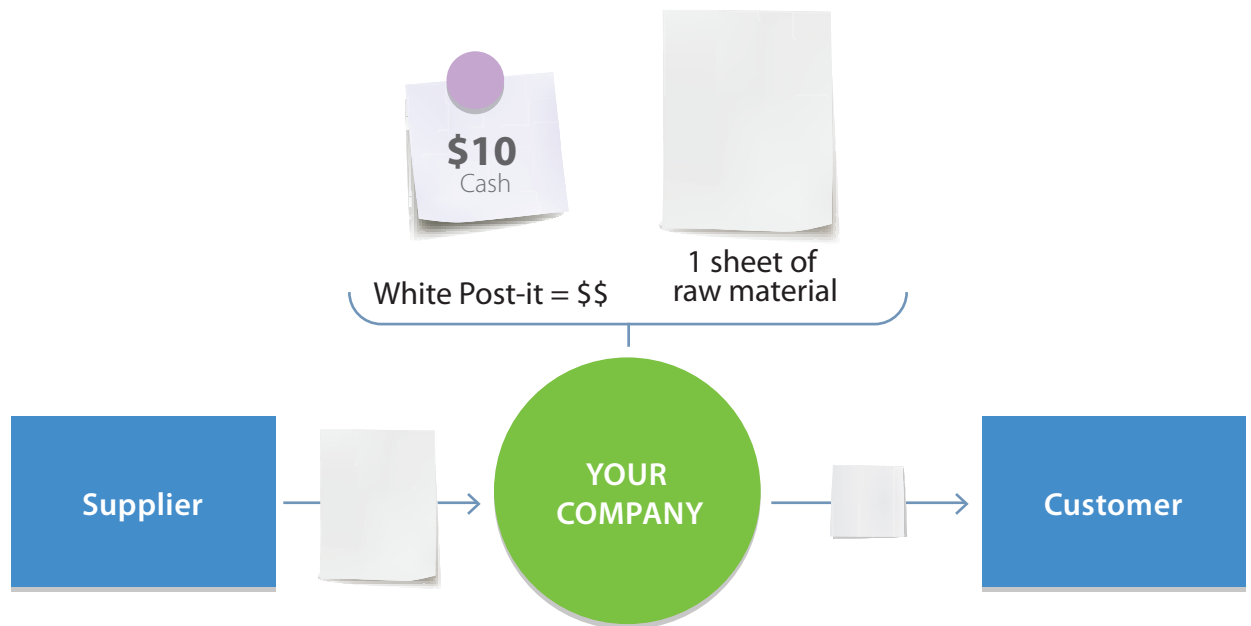 $10
Cash
White Post-it = $$
1 sheet of
raw material
Supplier
YOUR
COMPANY
Customer